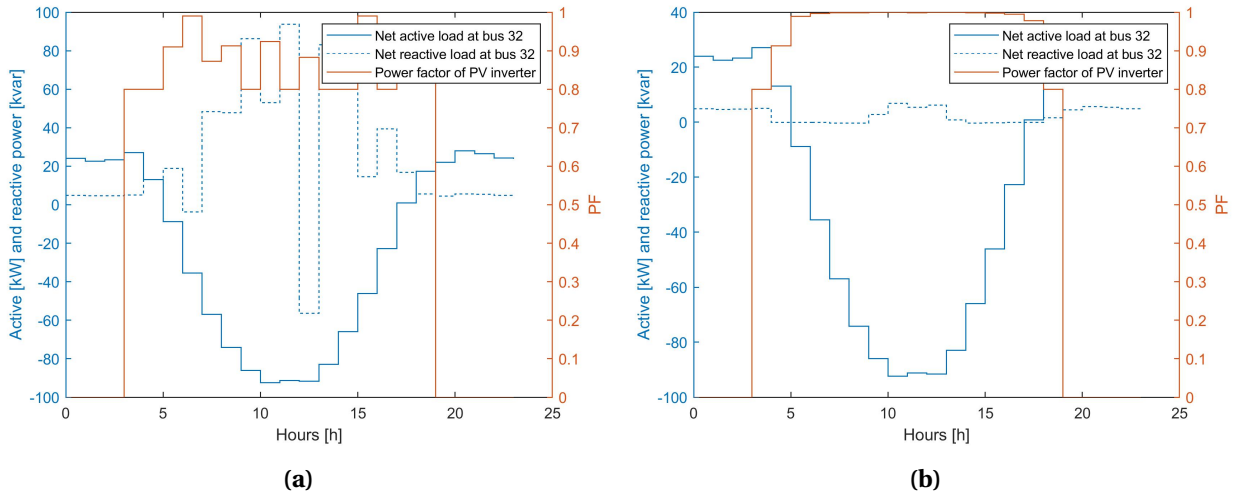 100
80
60
40
20
0
-20
-40
-60
-80
-100
Active [kW] and reactive power [kvar]
0 5 10 15 20 25
Hours [h]
1
0.9
0.8
0.7
0.6
0.5
0.4
0.3
0.2
0.1
0
PF
Net active load at bus 32
Net reactive load at bus 32
Power factor of PV inverter
(a)
40
20
0
-20
-40
-60
-80
-100
Active [kW] and reactive power [kvar]
0 5 10 15 20 25
Hours [h]
1
0.9
0.8
0.7
0.6
0.5
0.4
0.3
0.2
0.1
0
PF
Net active load at bus 32
Net reactive load at bus 32
Power factor of PV inverter
(b)